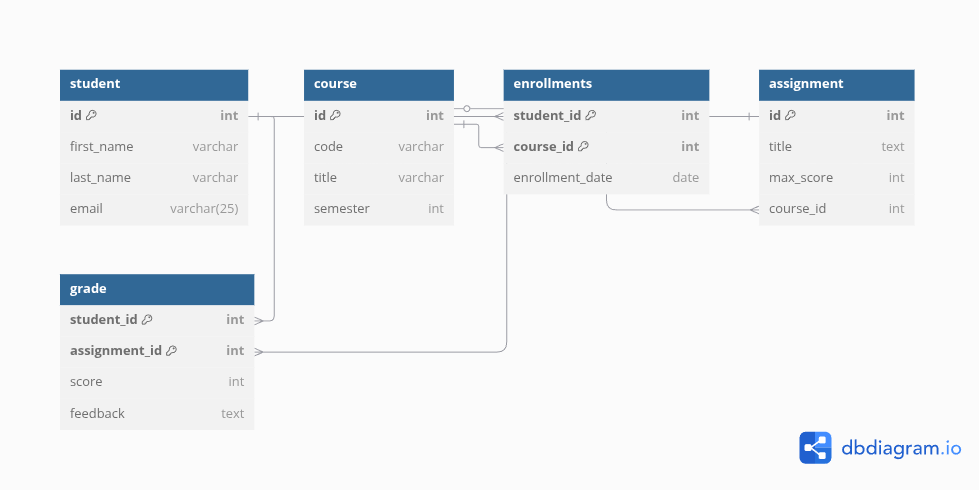 student
id int
first_name varchar
last_name varchar
email varchar(25)
course
id int
code varchar
title varchar
semester int
enrollments
student_id int
course_id int
enrollment_date date
assignment
id int
title text
max_score int
course_id int
grade
student_id int
assignment_id int
score int
feedback text
dbdiagram.io